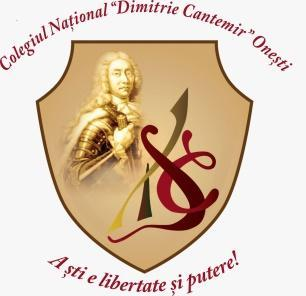 Colegiul Național “Dimitrie Cantemir” Onești
A ști e libertate și putere!